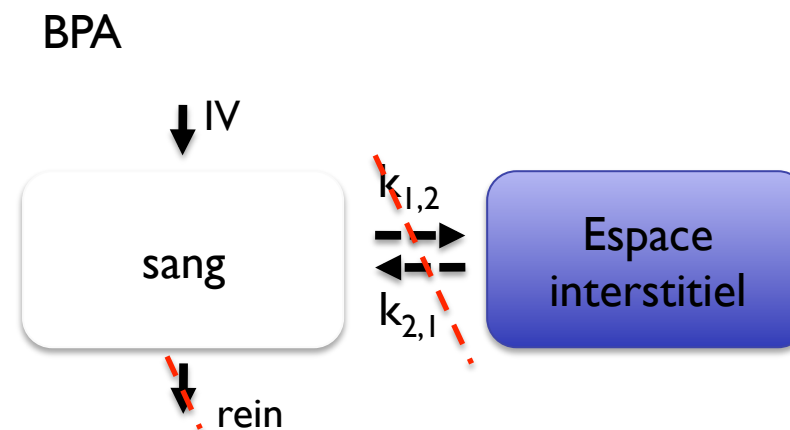 BPA
IV
k1,2
sang
Espace
interstitiel
k2,1
rein